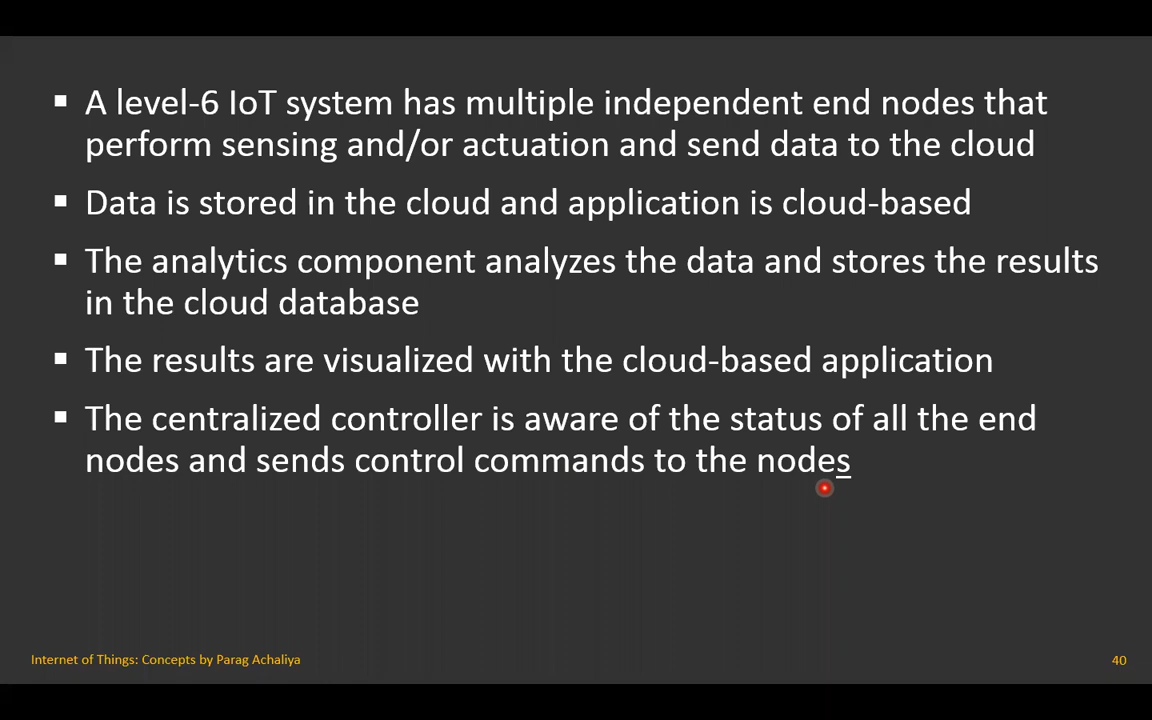 ▪ A level-6 IoT system has multiple independent end nodes that
perform sensing and/or actuation and send data to the cloud
▪ Data is stored in the cloud and application is cloud-based
▪ The analytics component analyzes the data and stores the results
in the cloud database
▪ The results are visualized with the cloud-based application
▪ The centralized controller is aware of the status of all the end
nodes and sends control commands to the nodes
Internet of Things: Concepts by Parag Achaliya
40